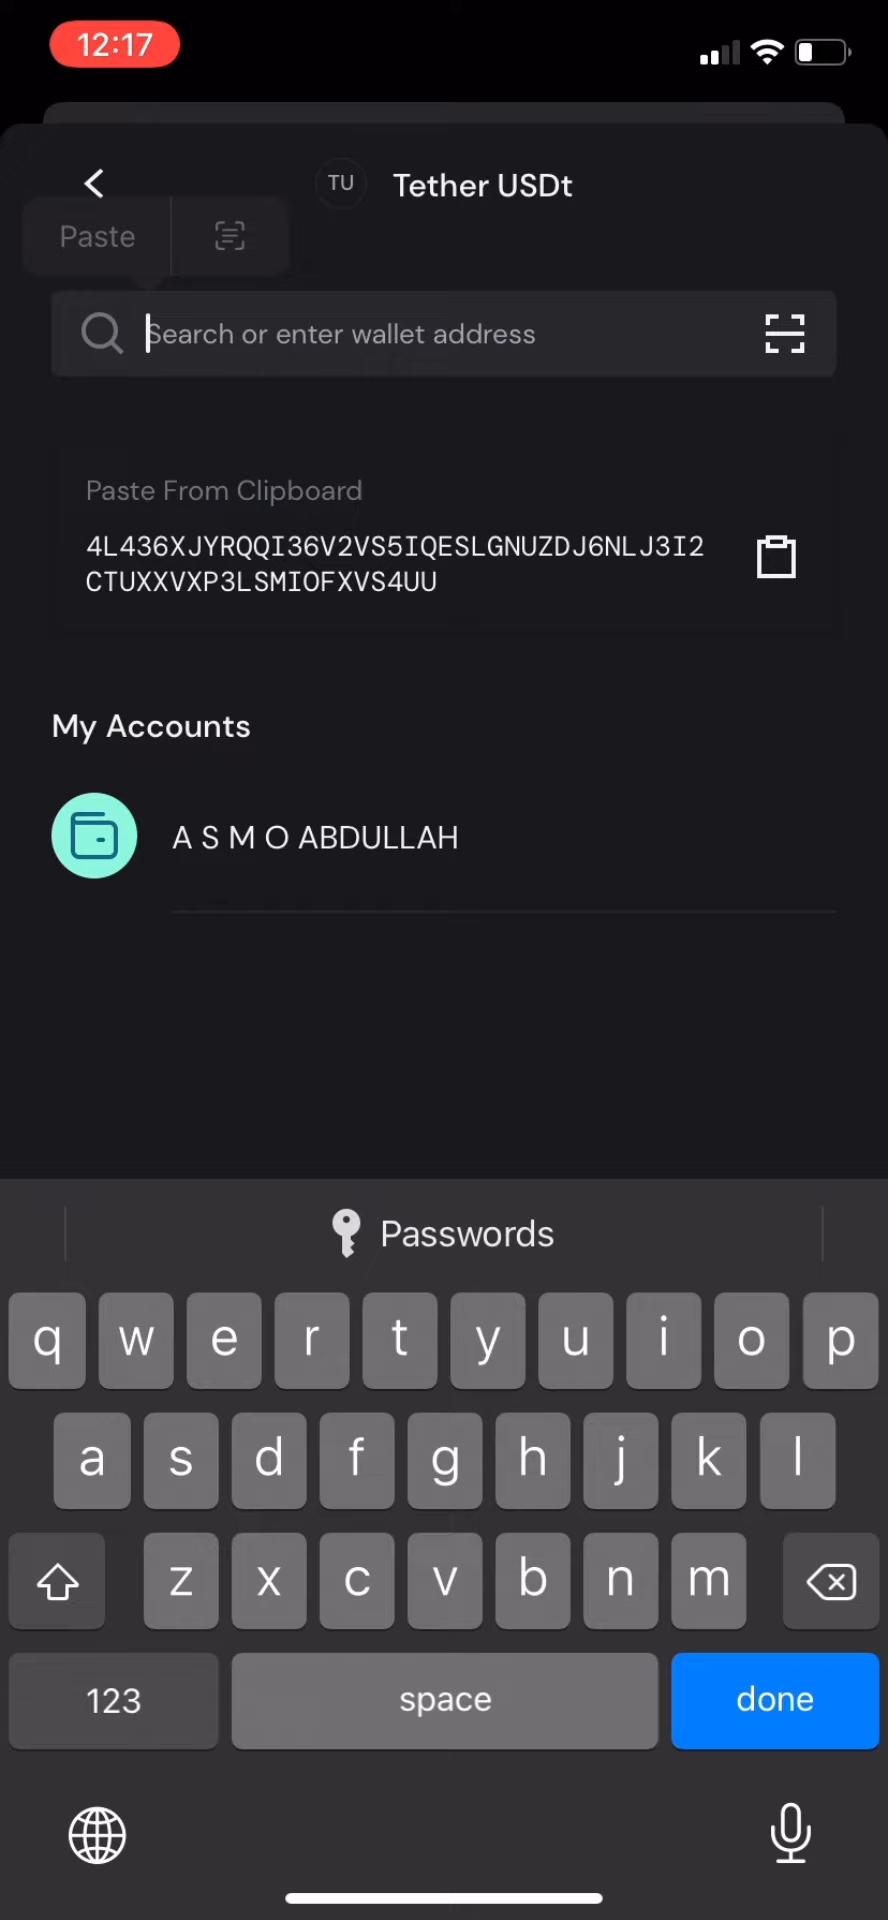 12:17
TU Tether USDt
Paste
Search or enter wallet address
Paste From Clipboard
4L436XJYRQQI36V2VS5IQESLGNUZDJ6NLJ3I2
CTUXXVXP3LSMIOFXVS4UU
My Accounts
A S M O ABDULLAH
Passwords
q w e r t y u i o p
a s d f g h j k l
z x c v b n m
123 space done